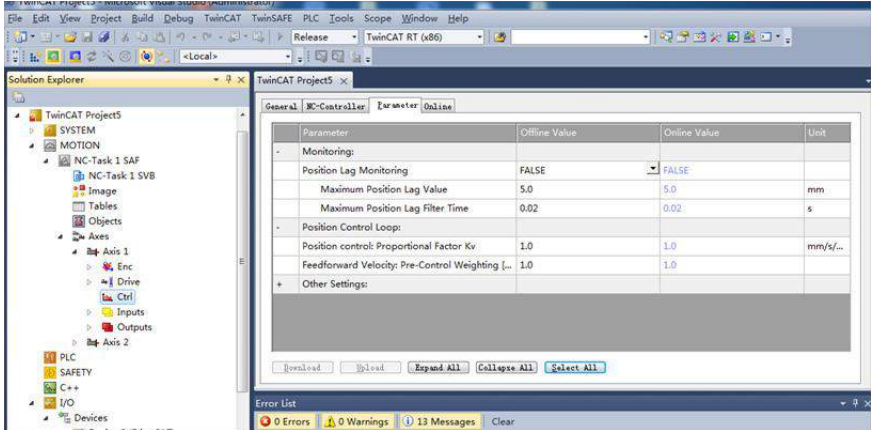 TwinCAT Project5 - Microsoft Visual Studio (Administrator)
File Edit View Project Build Debug TwinCAT TwinSAFE PLC Tools Scope Window Help
Release TwinCAT RT (x86)
<Local>
Solution Explorer
TwinCAT Project5
SYSTEM
MOTION
NC-Task 1 SAF
NC-Task 1 SVB
Image
Tables
Objects
Axes
Axis 1
Enc
Drive
Ctrl
Inputs
Outputs
Axis 2
PLC
SAFETY
C++
I/O
Devices
TwinCAT Project5
General NC-Controller Parameter Online
Parameter Offline Value Online Value Unit
- Monitoring:
Position Lag Monitoring FALSE FALSE
Maximum Position Lag Value 5.0 5.0 mm
Maximum Position Lag Filter Time 0.02 0.02 s
- Position Control Loop:
Position control: Proportional Factor Kv 1.0 1.0 mm/s/...
Feedforward Velocity: Pre-Control Weighting [... 1.0 1.0
+ Other Settings:
Download Upload Expand All Collapse All Select All
Error List
0 Errors 0 Warnings 13 Messages Clear